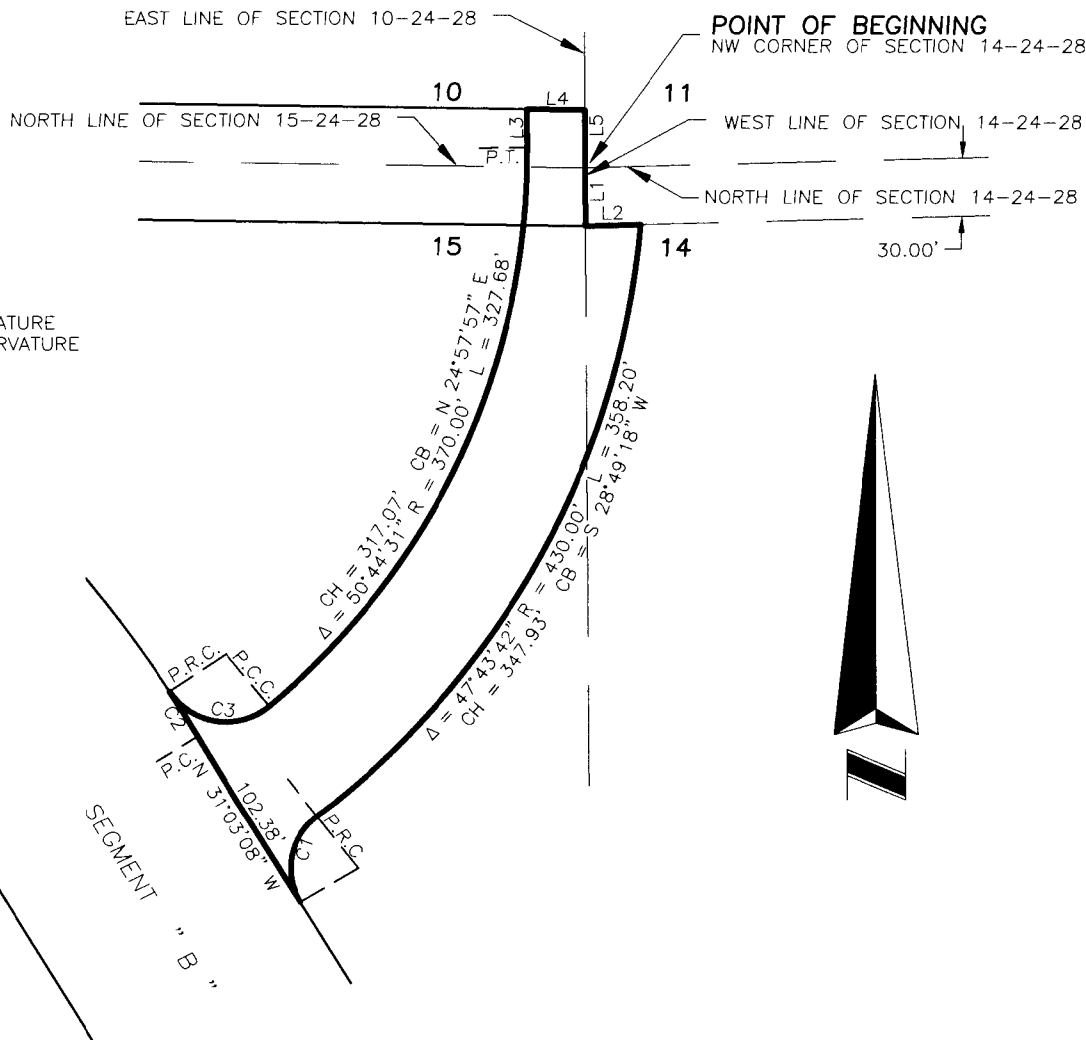 EAST LINE OF SECTION 10-24-28
POINT OF BEGINNING
NW CORNER OF SECTION 14-24-28
10
L4
11
NORTH LINE OF SECTION 15-24-28
L3
L5
WEST LINE OF SECTION 14-24-28
P.T.
L1
NORTH LINE OF SECTION 14-24-28
L2
15
14
30.00'
ATURE
RVATURE
CH = 317.07' CB = N 24°57'57" E
Δ = 50°44'31" R = 370.00' L = 327.68'
Δ = 47°43'42" R = 430.00' L = 358.20'
CH = 347.93' CB = S 28°49'18" W
P.R.C.
P.C.C.
C3
C2
P.C.
102.38'
N 31°03'08" W
C1
P.R.C.
SEGMENT "B"